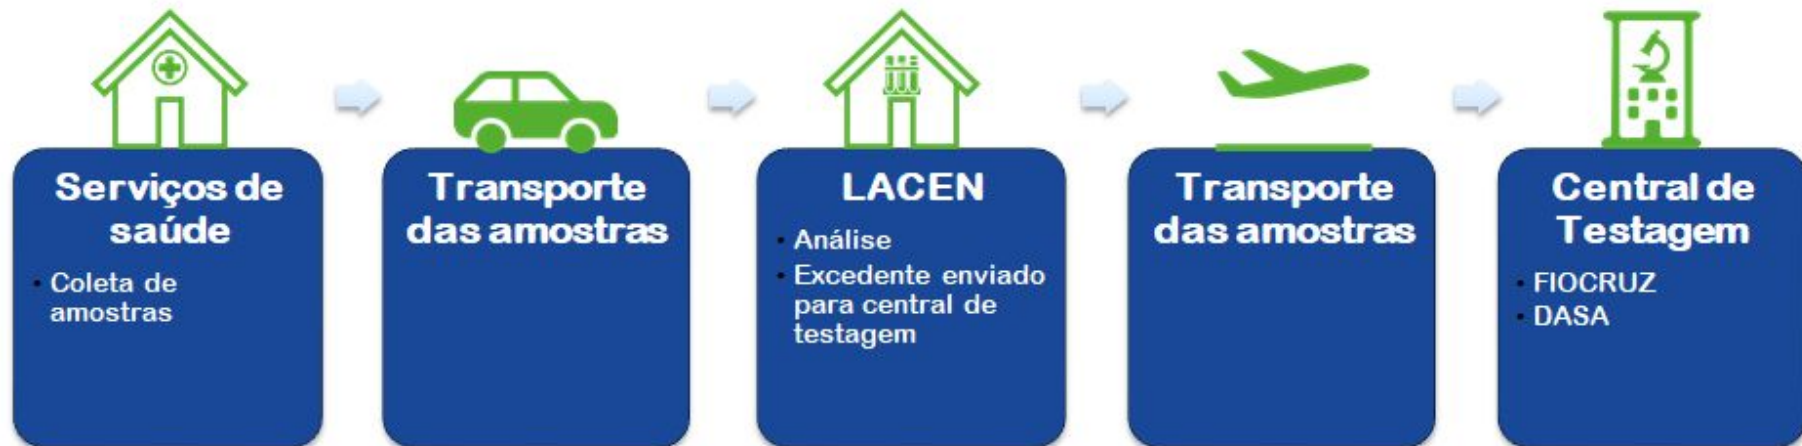 Serviços de
saúde
• Coleta de
amostras
Transporte
das amostras
LACEN
• Análise
• Excedente enviado
para central de
testagem
Transporte
das amostras
Central de
Testagem
• FIOCRUZ
• DASA